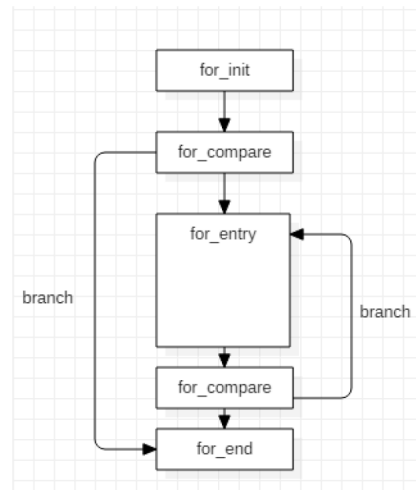 for_init
for_compare
for_entry
branch
branch
for_compare
for_end